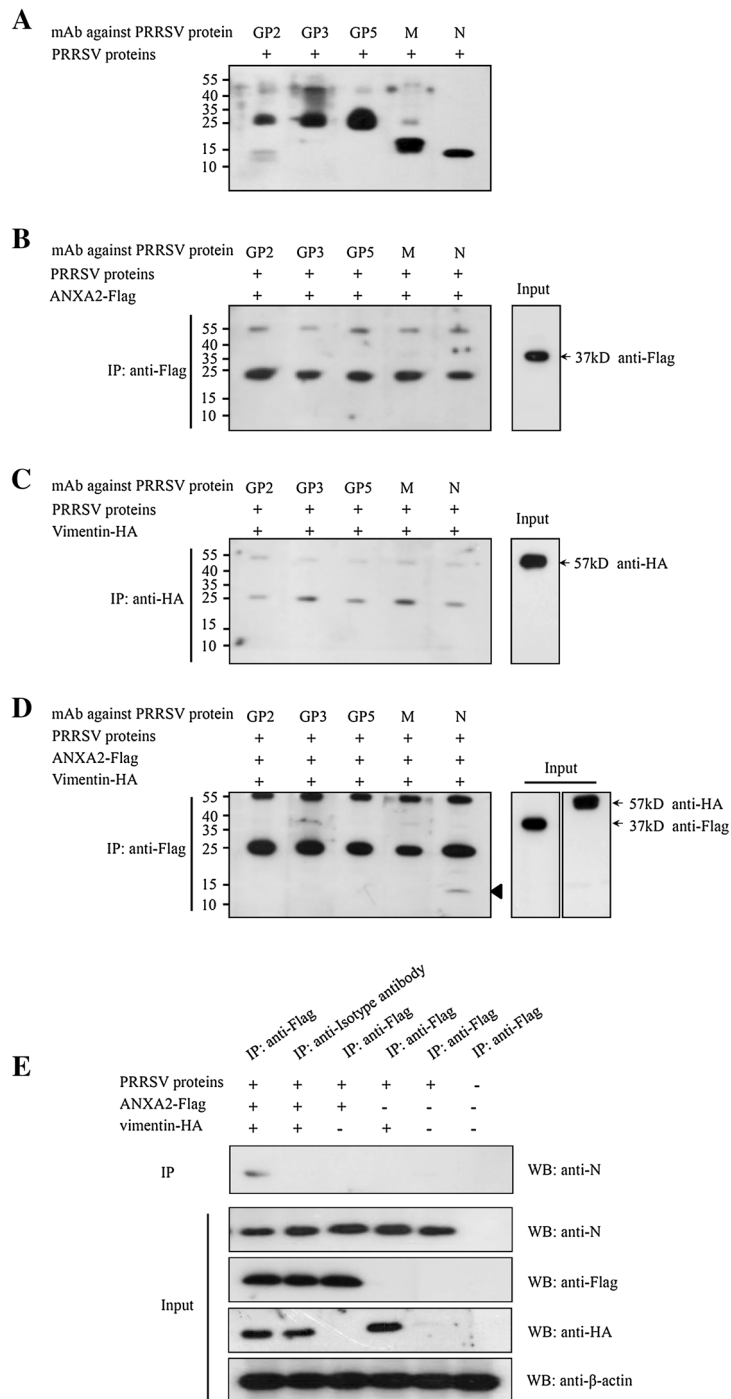 A
mAb against PRRSV protein GP2 GP3 GP5 M N
PRRSV proteins + + + + +
55
40
35
25
15
10
B
mAb against PRRSV protein GP2 GP3 GP5 M N
PRRSV proteins + + + + +
ANXA2-Flag + + + + +
Input
IP: anti-Flag
55
40
35
25
15
10
37kD anti-Flag
C
mAb against PRRSV protein GP2 GP3 GP5 M N
PRRSV proteins + + + + +
Vimentin-HA + + + + +
Input
IP: anti-HA
55
40
35
25
15
10
57kD anti-HA
D
mAb against PRRSV protein GP2 GP3 GP5 M N
PRRSV proteins + + + + +
ANXA2-Flag + + + + +
Vimentin-HA + + + + +
Input
IP: anti-Flag
55
40
35
25
15
10
57kD anti-HA
37kD anti-Flag
E
IP: anti-Flag
IP: anti-Isotype antibody
IP: anti-Flag
IP: anti-Flag
IP: anti-Flag
IP: anti-Flag
PRRSV proteins + + + + + -
ANXA2-Flag + + + - - -
vimentin-HA + + - + - -
IP WB: anti-N
WB: anti-N
WB: anti-Flag
Input
WB: anti-HA
WB: anti-β-actin